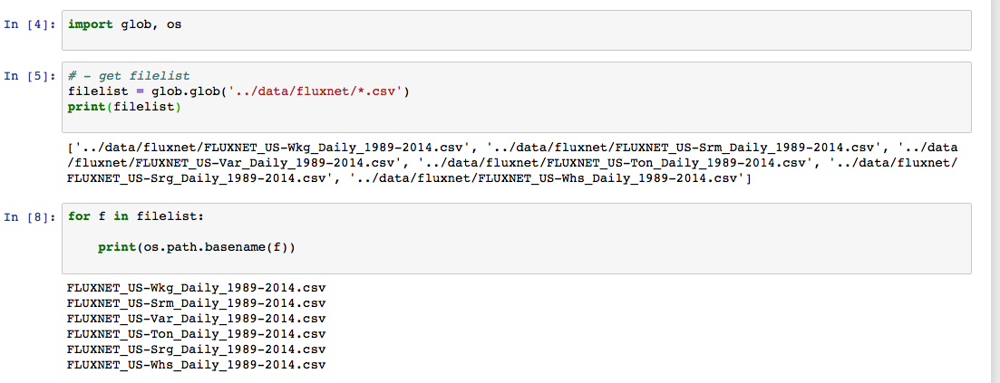 In [4]: import glob, os
In [5]: # - get filelist
filelist = glob.glob('../data/fluxnet/*.csv')
print(filelist)
['../data/fluxnet/FLUXNET_US-Wkg_Daily_1989-2014.csv', '../data/fluxnet/FLUXNET_US-Srm_Daily_1989-2014.csv', '../data
/fluxnet/FLUXNET_US-Var_Daily_1989-2014.csv', '../data/fluxnet/FLUXNET_US-Ton_Daily_1989-2014.csv', '../data/fluxnet/
FLUXNET_US-Srg_Daily_1989-2014.csv', '../data/fluxnet/FLUXNET_US-Whs_Daily_1989-2014.csv']
In [8]: for f in filelist:
    print(os.path.basename(f))
FLUXNET_US-Wkg_Daily_1989-2014.csv
FLUXNET_US-Srm_Daily_1989-2014.csv
FLUXNET_US-Var_Daily_1989-2014.csv
FLUXNET_US-Ton_Daily_1989-2014.csv
FLUXNET_US-Srg_Daily_1989-2014.csv
FLUXNET_US-Whs_Daily_1989-2014.csv